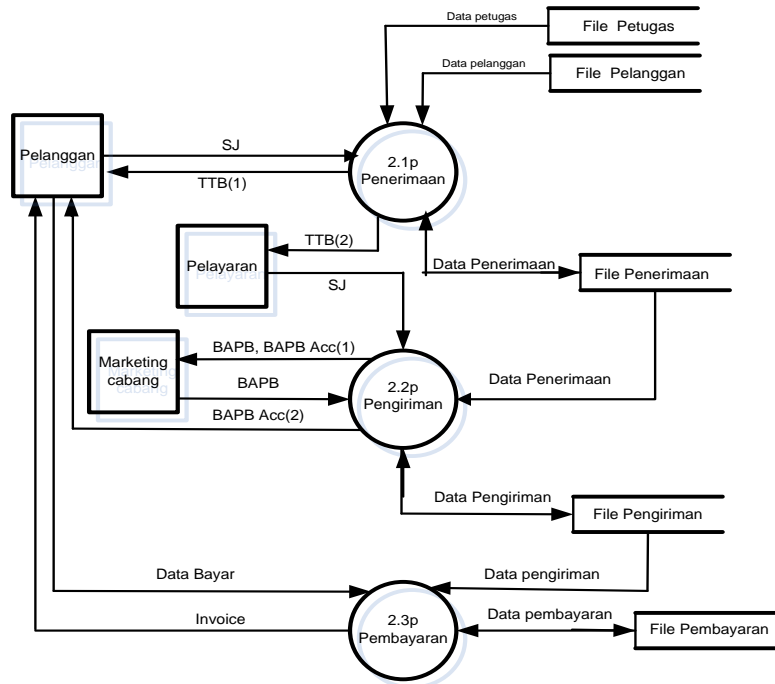 Data petugas
File Petugas
Data pelanggan
File Pelanggan
Pelanggan
SJ
TTB(1)
2.1p
Penerimaan
TTB(2)
Pelayaran
SJ
Data Penerimaan
File Penerimaan
Marketing
cabang
BAPB, BAPB Acc(1)
BAPB
BAPB Acc(2)
2.2p
Pengiriman
Data Penerimaan
Data Pengiriman
File Pengiriman
Data Bayar
Data pengiriman
Invoice
2.3p
Pembayaran
Data pembayaran
File Pembayaran